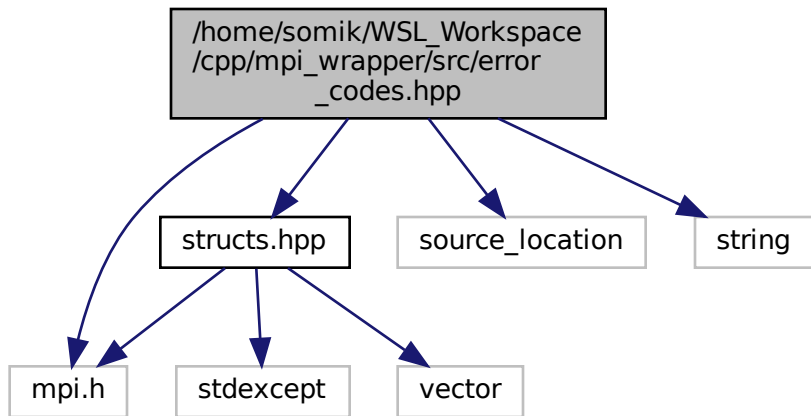 /home/somik/WSL_Workspace
/cpp/mpi_wrapper/src/error
_codes.hpp
structs.hpp
source_location
string
mpi.h
stdexcept
vector